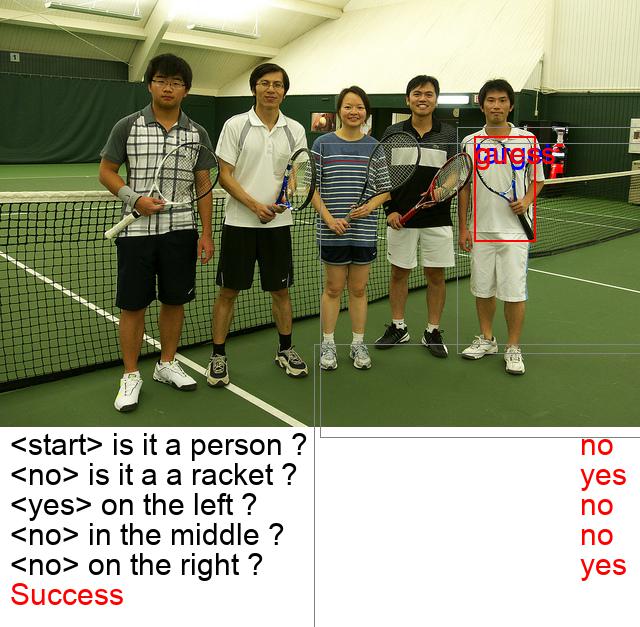 1
guess
<start> is it a person ? no
<no> is it a a racket ? yes
<yes> on the left ? no
<no> in the middle ? no
<no> on the right ? yes
Success